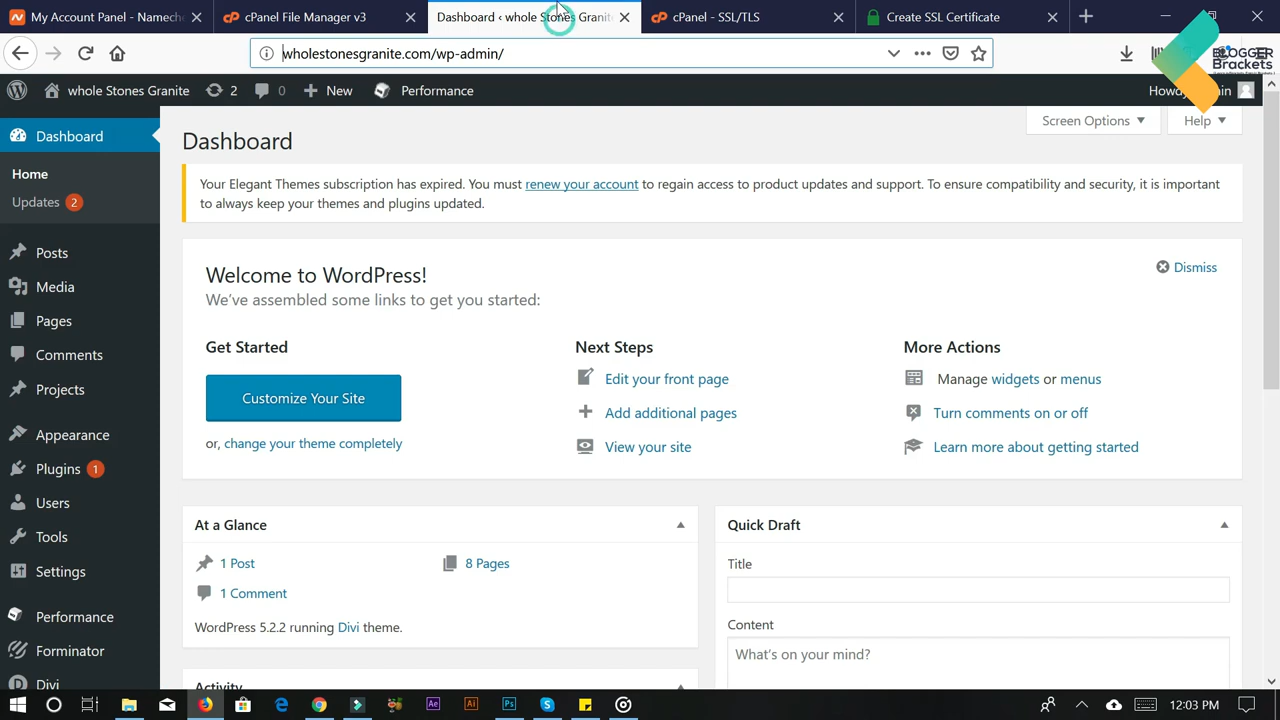 My Account Panel - Namech
cPanel File Manager v3
Dashboard ‹ whole Stones Granite
cPanel - SSL/TLS
Create SSL Certificate
wholestonesgranite.com/wp-admin/
BLOGGER
Brackets
whole Stones Granite
2
0
New
Performance
Howdy
Dashboard
Home
Updates 2
Posts
Media
Pages
Comments
Projects
Appearance
Plugins 1
Users
Tools
Settings
Performance
Forminator
Divi
Screen Options
Help
Dashboard
Your Elegant Themes subscription has expired. You must renew your account to regain access to product updates and support. To ensure compatibility and security, it is important
to always keep your themes and plugins updated.
Welcome to WordPress!
We've assembled some links to get you started:
Dismiss
Get Started
Customize Your Site
or, change your theme completely
Next Steps
Edit your front page
Add additional pages
View your site
More Actions
Manage widgets or menus
Turn comments on or off
Learn more about getting started
At a Glance
1 Post
8 Pages
1 Comment
WordPress 5.2.2 running Divi theme.
Activity
Quick Draft
Title
Content
What's on your mind?
Ae
Ai
Ps
12:03 PM